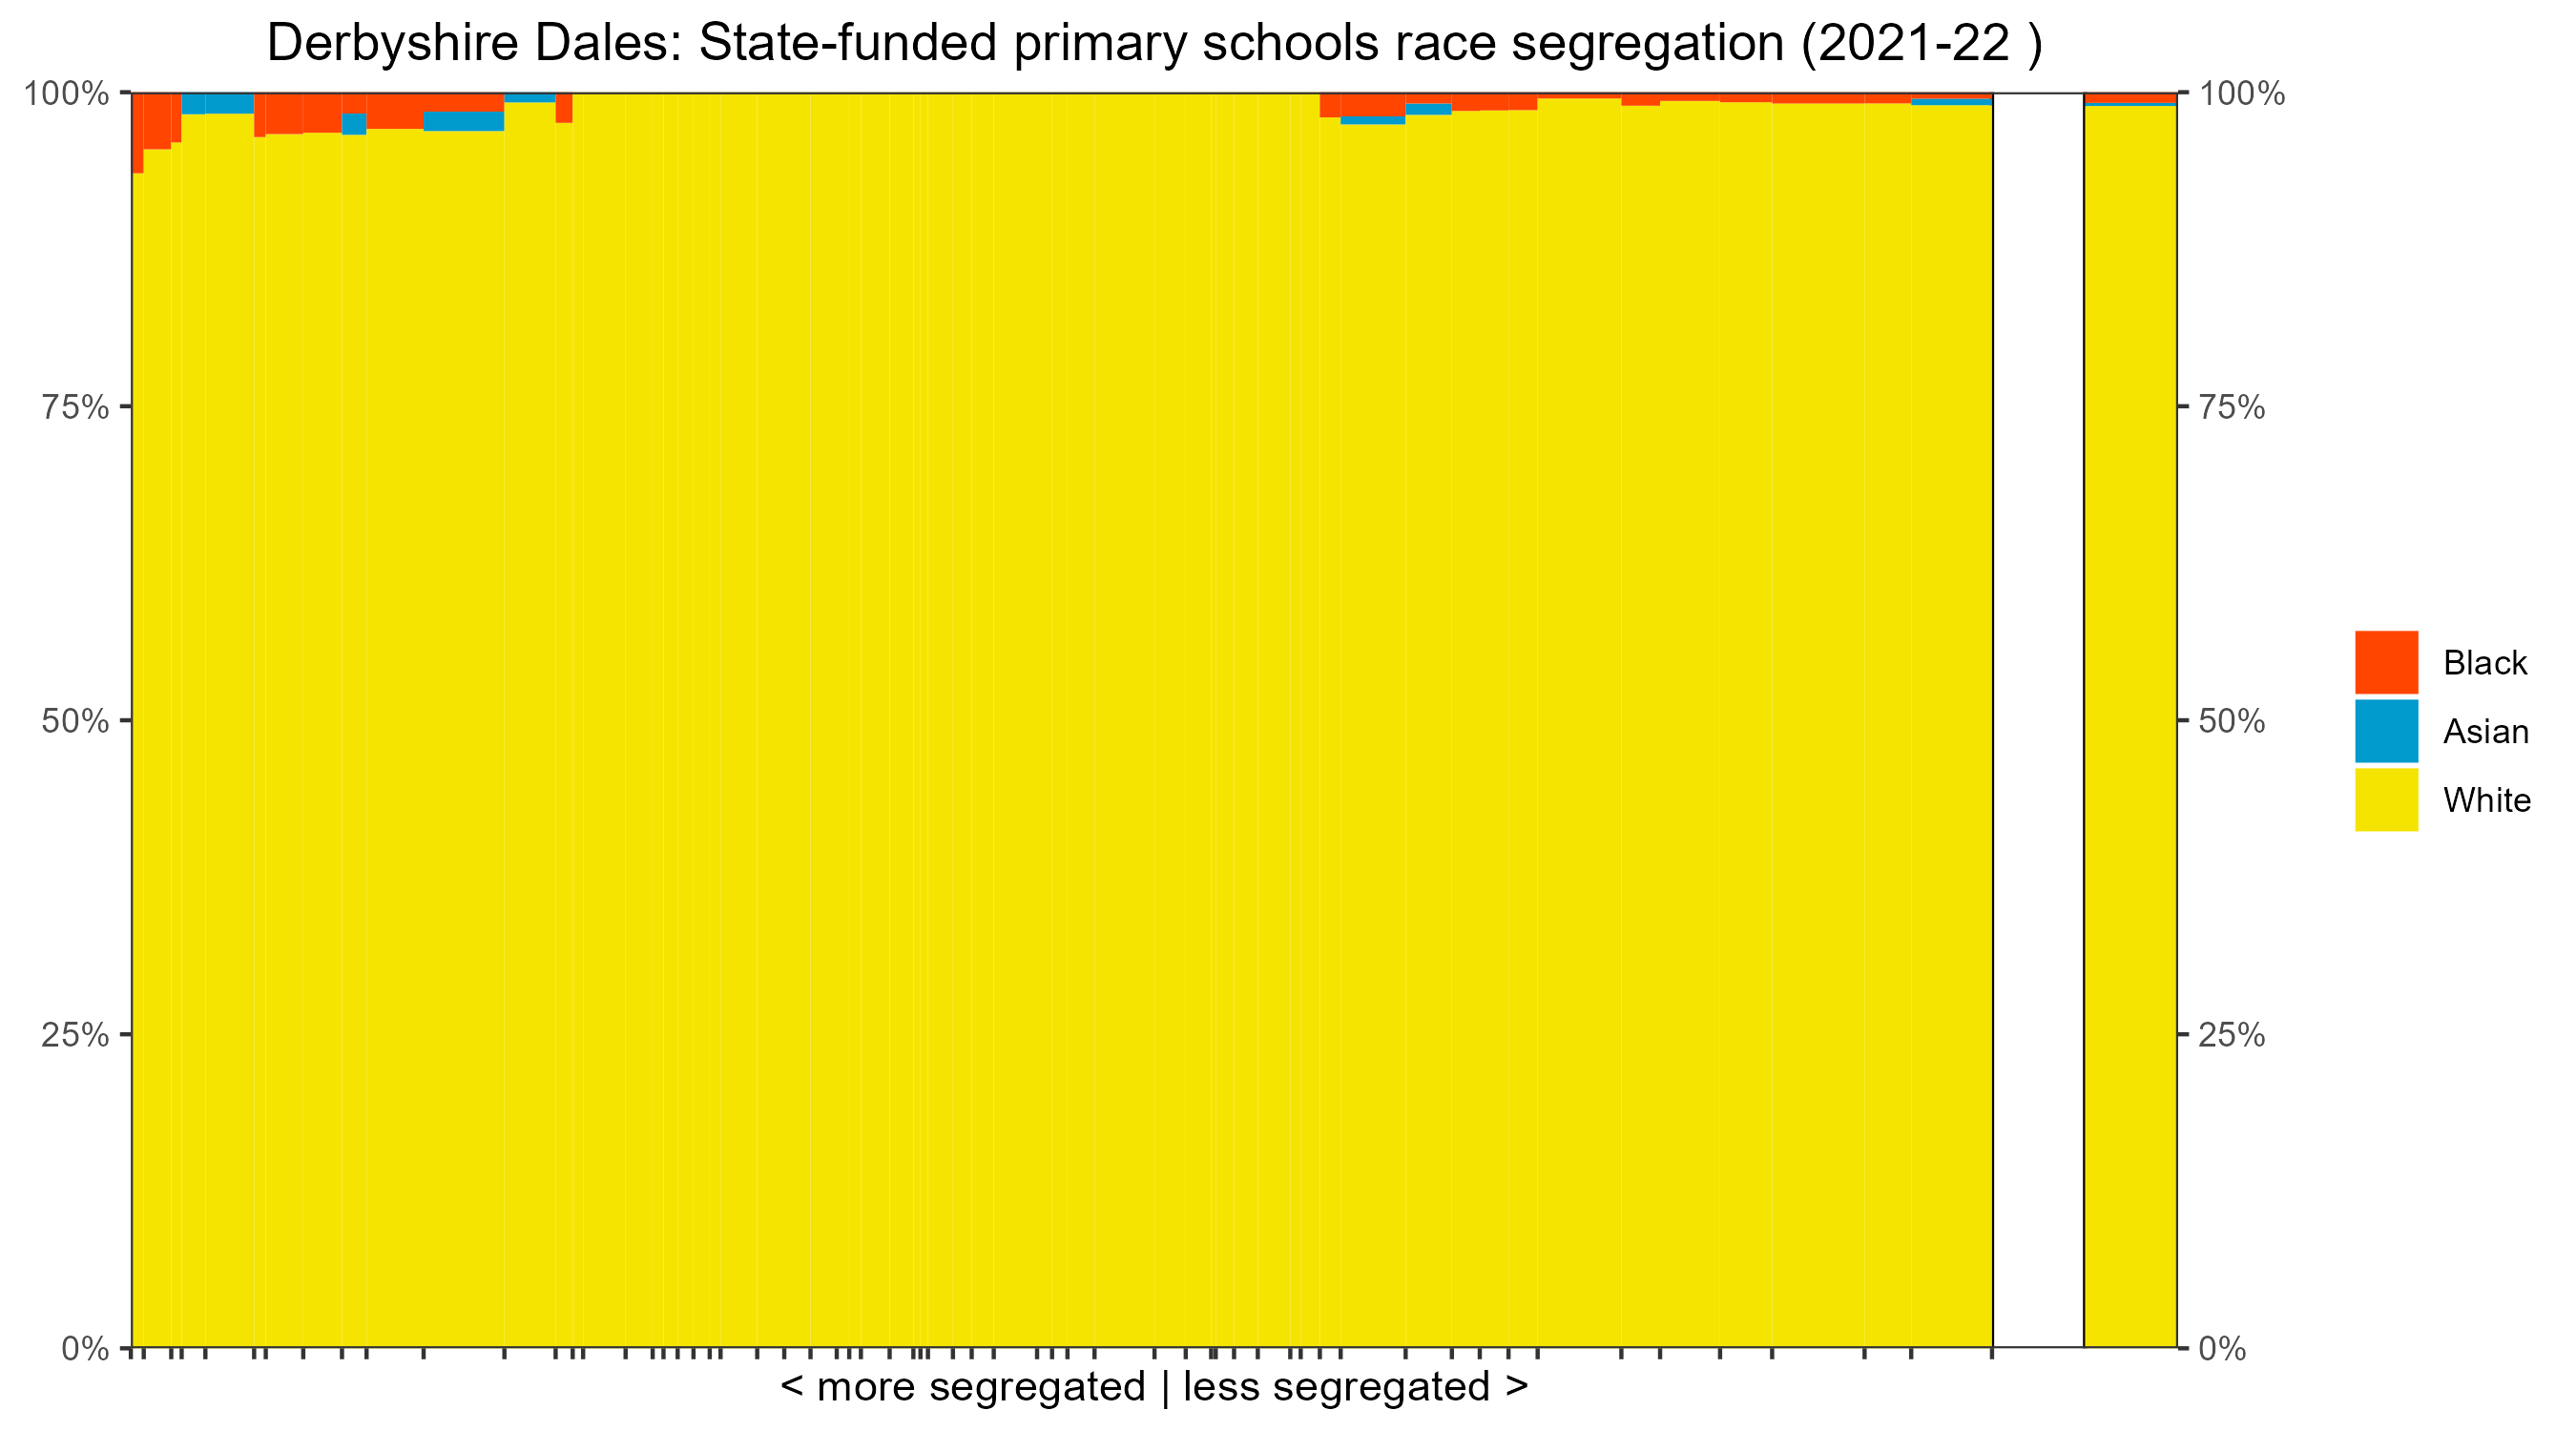 Derbyshire Dales: State-funded primary schools race segregation (2021-22 )
100%
75%
50%
25%
0%
100%
75%
50%
25%
0%
Black
Asian
White
< more segregated | less segregated >